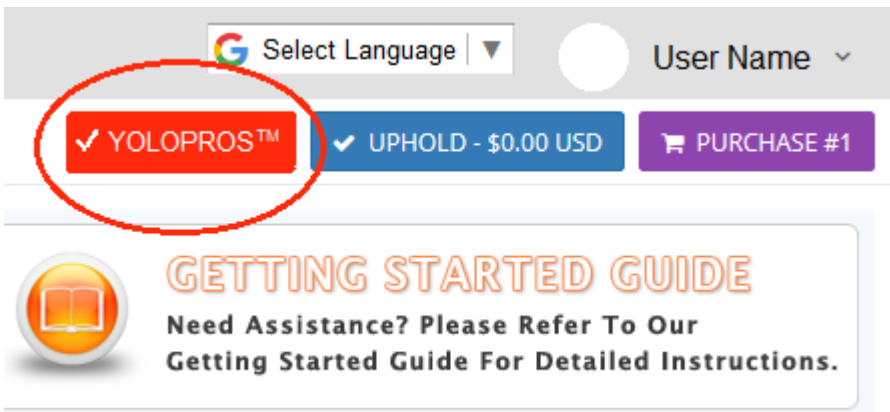 Select Language
User Name
YOLOPROS™
UPHOLD - $0.00 USD
PURCHASE #1
GETTING STARTED GUIDE
Need Assistance? Please Refer To Our
Getting Started Guide For Detailed Instructions.